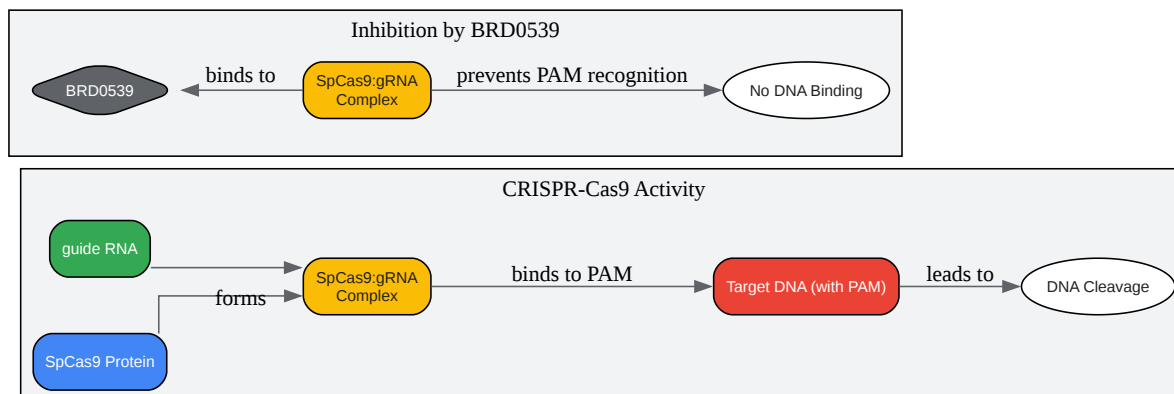 Inhibition by BRD0539
BRD0539
binds to
SpCas9:gRNA
Complex
prevents PAM recognition
No DNA Binding
CRISPR-Cas9 Activity
guide RNA
SpCas9 Protein
forms
SpCas9:gRNA
Complex
binds to PAM
Target DNA (with PAM)
leads to
DNA Cleavage